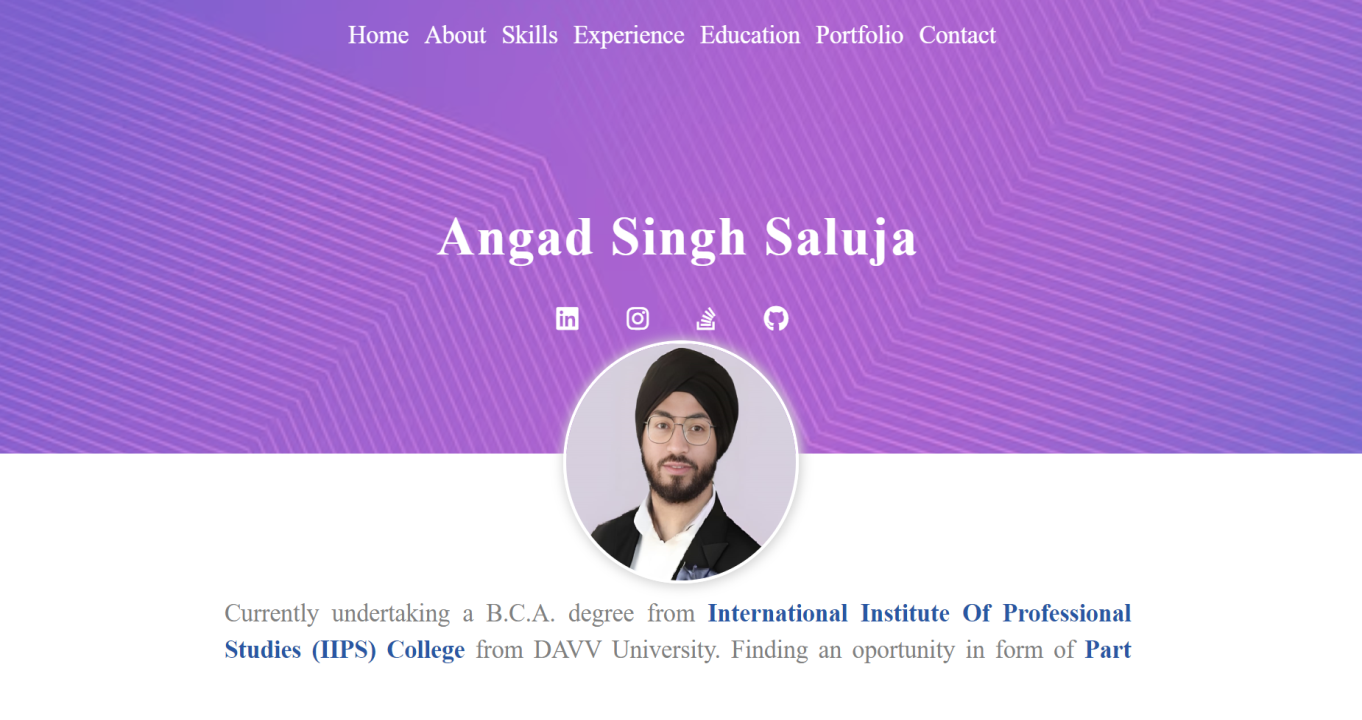 Home About Skills Experience Education Portfolio Contact
Angad Singh Saluja
in
Currently undertaking a B.C.A. degree from International Institute Of Professional
Studies (IIPS) College from DAVV University. Finding an oportunity in form of Part